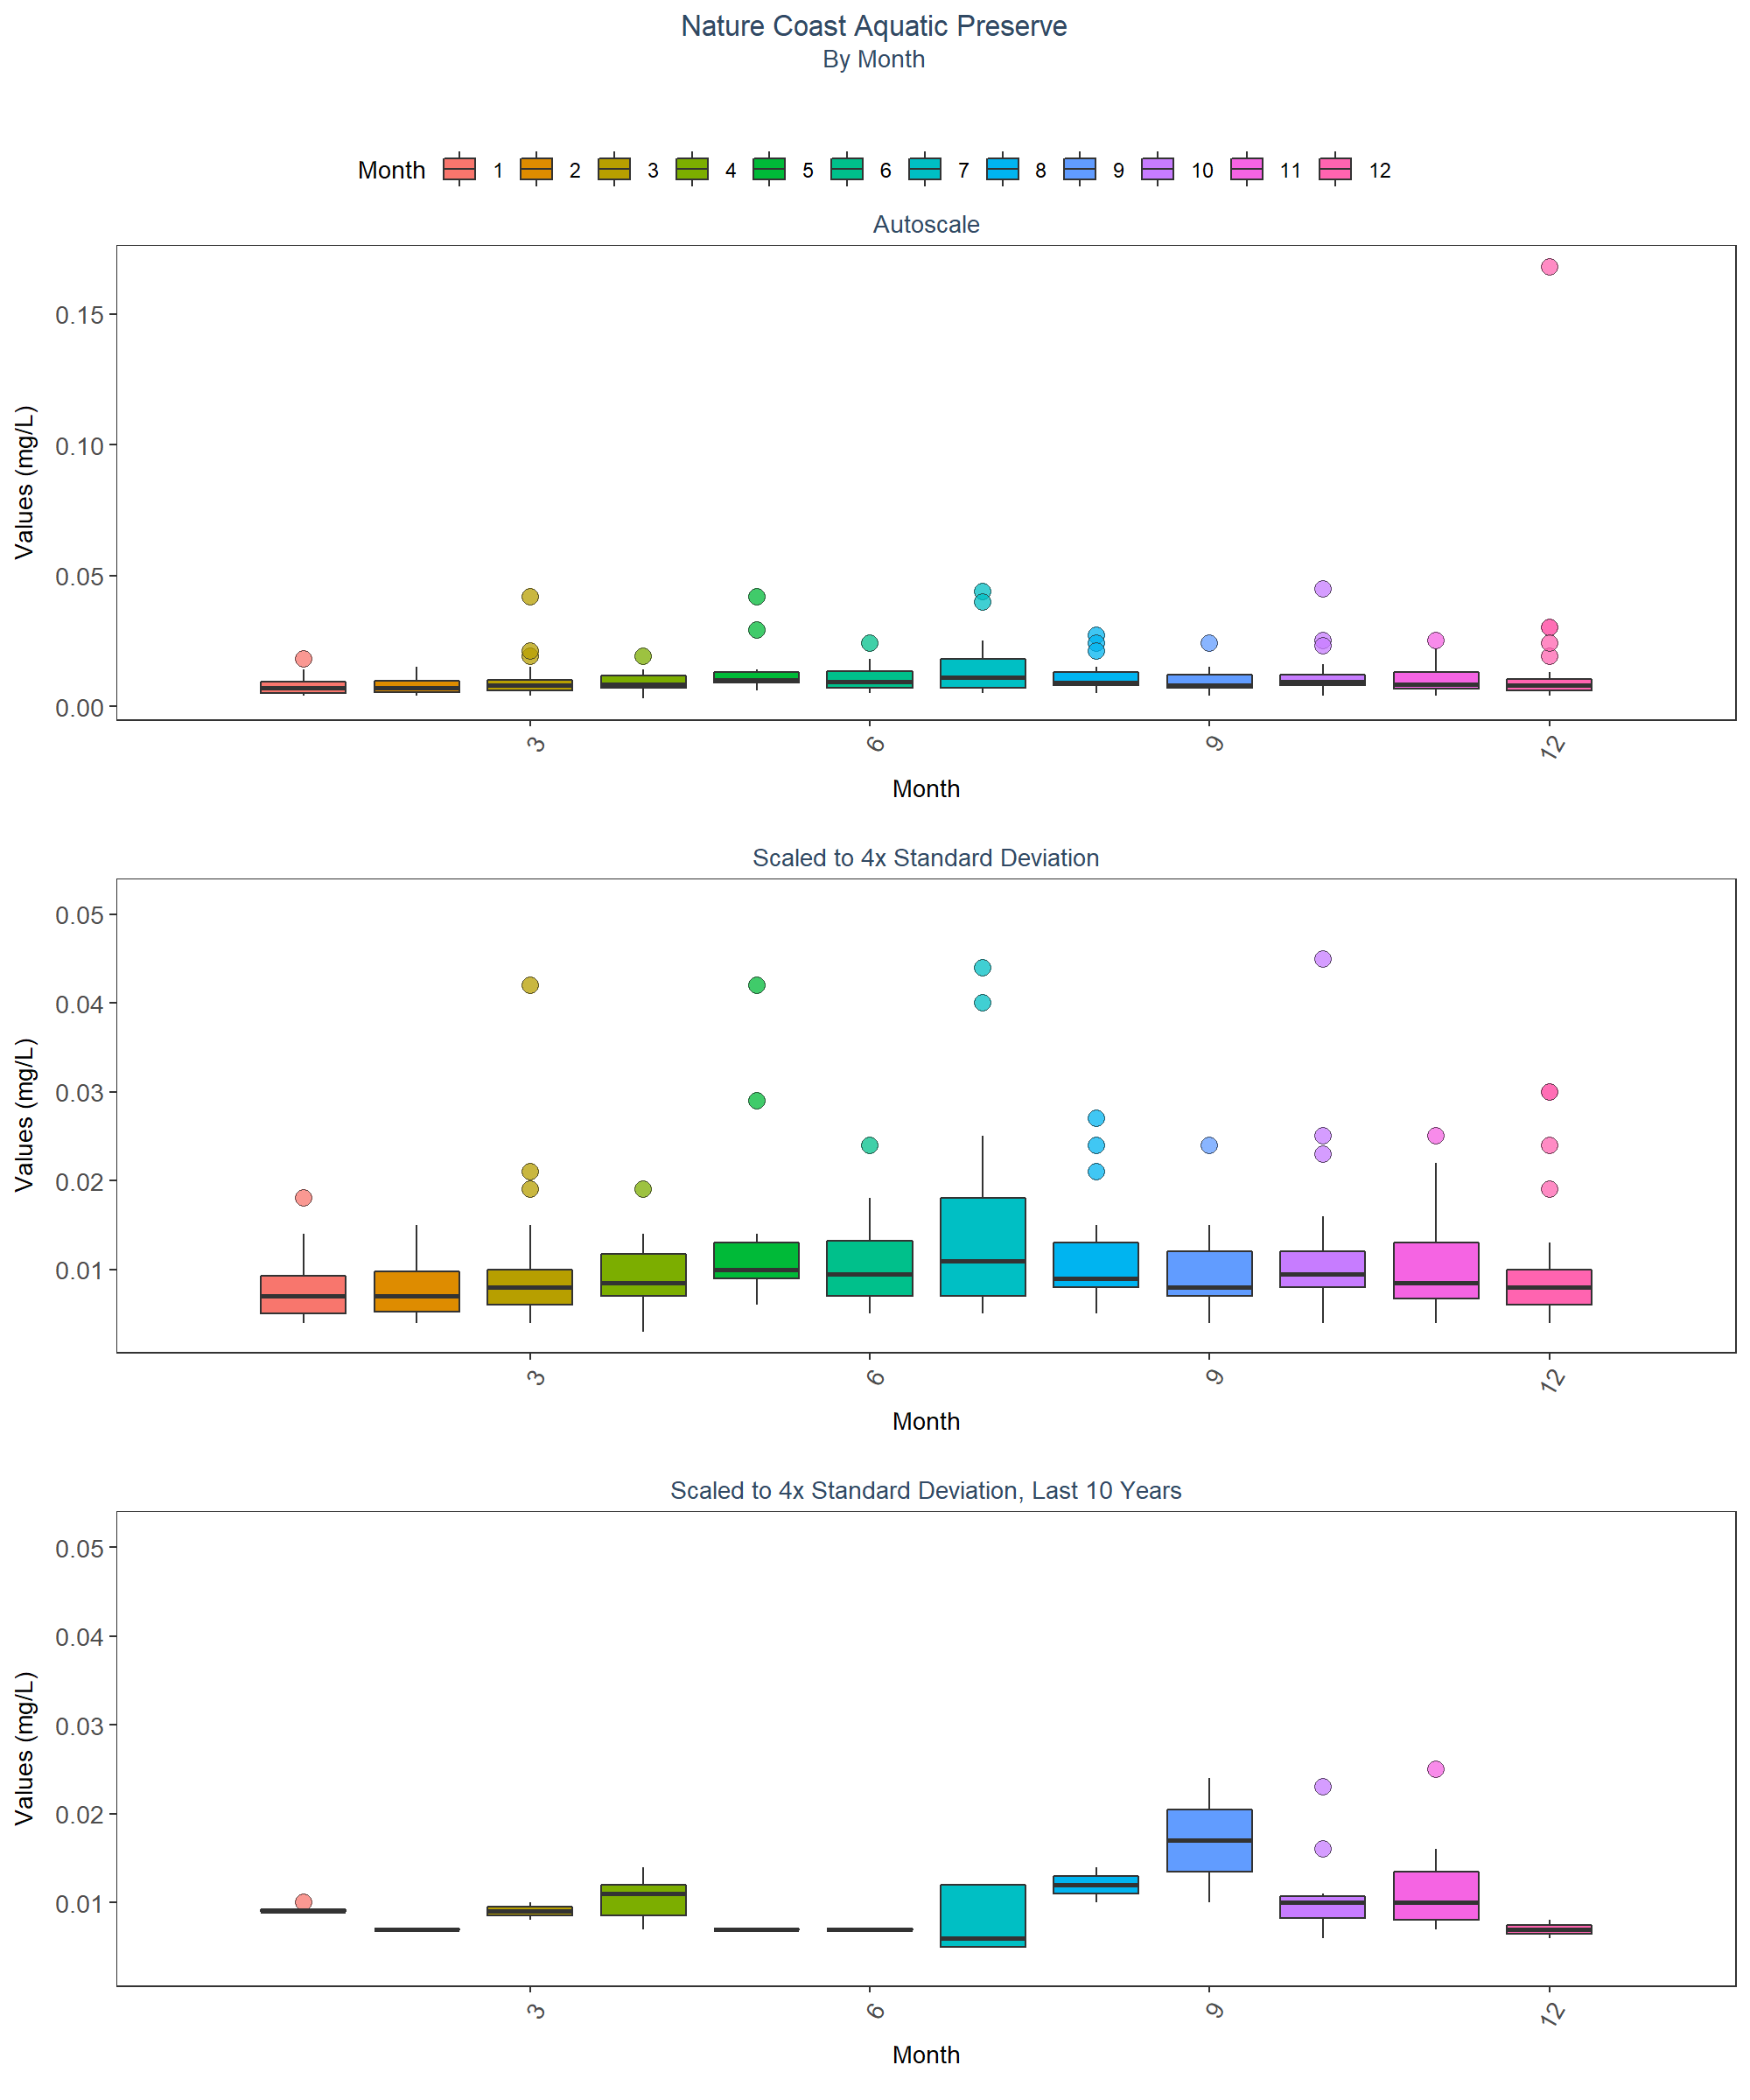 Nature Coast Aquatic Preserve
By Month
Month 1 2 3 4 5 6 7 8 9 10 11 12
Autoscale
Values (mg/L)
0.15
0.10
0.05
0.00
3 6 9 12
Month
Scaled to 4x Standard Deviation
Values (mg/L)
0.05
0.04
0.03
0.02
0.01
3 6 9 12
Month
Scaled to 4x Standard Deviation, Last 10 Years
Values (mg/L)
0.05
0.04
0.03
0.02
0.01
3 6 9 12
Month